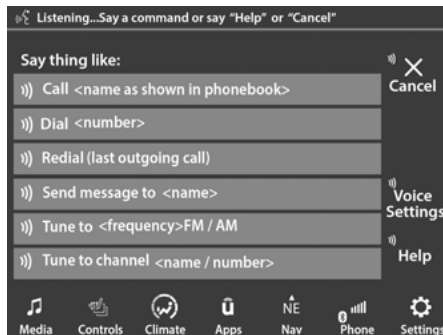 Listening...Say a command or say “Help” or “Cancel”
Say thing like:
Call <name as shown in phonebook>
Dial <number>
Redial (last outgoing call)
Send message to <name>
Tune to <frequency>FM / AM
Tune to channel <name / number>
Cancel
Voice
Settings
Help
û NE
Media Controls Climate Apps Nav Phone Settings